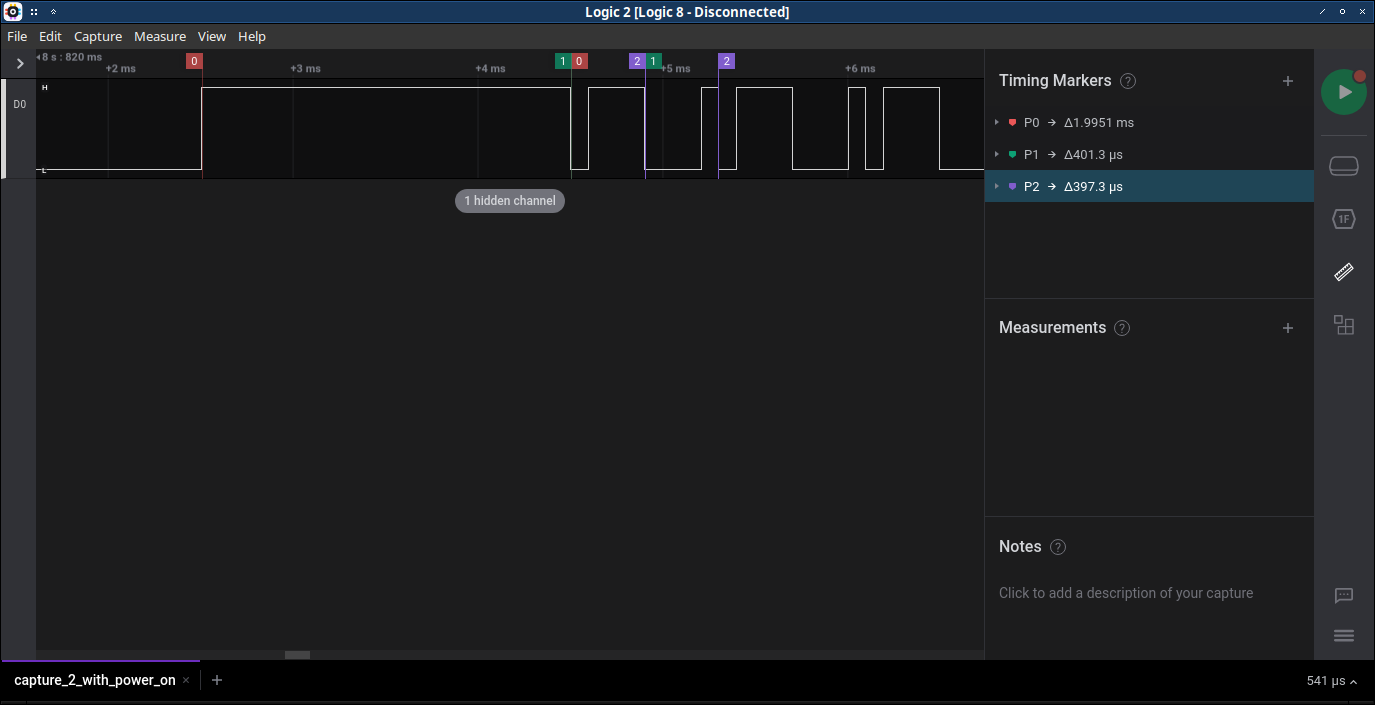 Logic 2 [Logic 8 - Disconnected]
File Edit Capture Measure View Help
8 s : 820 ms
+2 ms +3 ms +4 ms +5 ms +6 ms
0 1 0 2 1 2
D0
H
L
1 hidden channel
Timing Markers ? +
P0 → Δ1.9951 ms
P1 → Δ401.3 μs
P2 → Δ397.3 μs
Measurements ? +
Notes ?
Click to add a description of your capture
1F
capture_2_with_power_on × +
541 μs